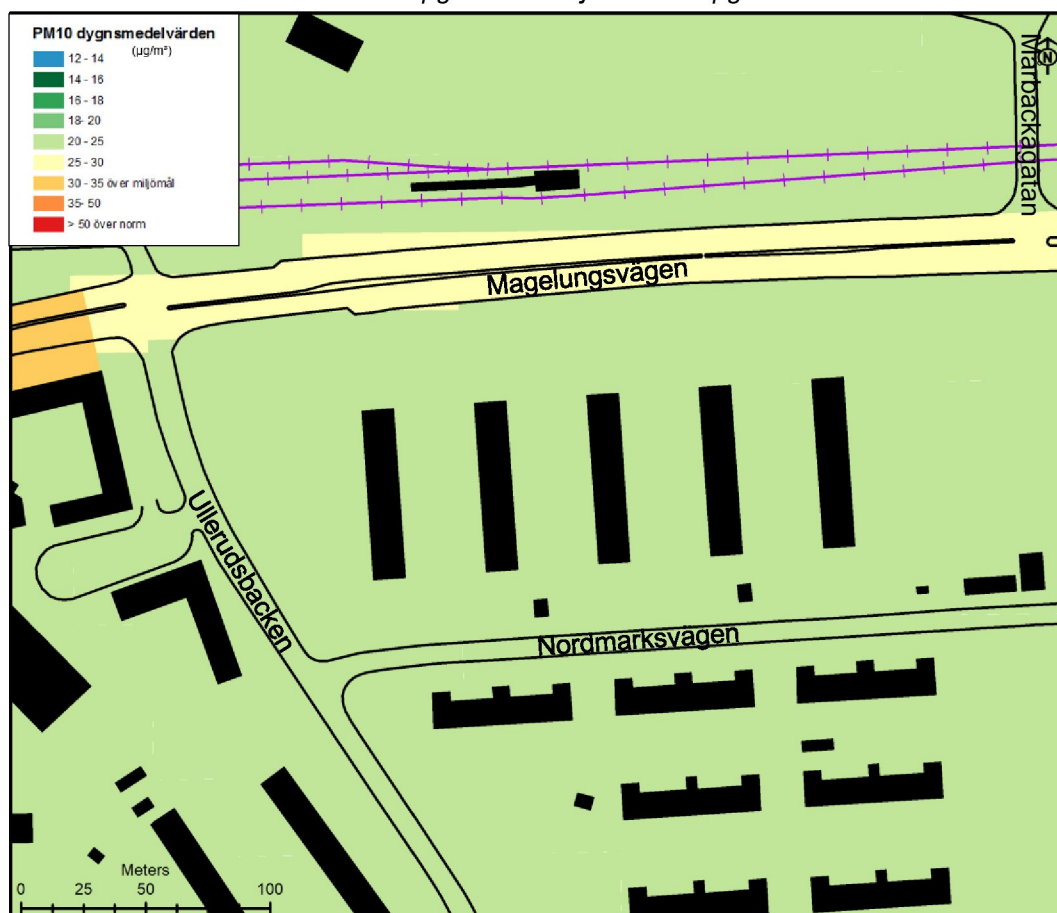 PM10 dygnsmedelvärden
(µg/m³)
12 - 14
14 - 16
16 - 18
18- 20
20 - 25
25 - 30
30 - 35 över miljömål
35- 50
> 50 över norm
N
Mårbackagatan
Magelungsvägen
Ullerudsbacken
Nordmarksvägen
Meters
0 25 50 100